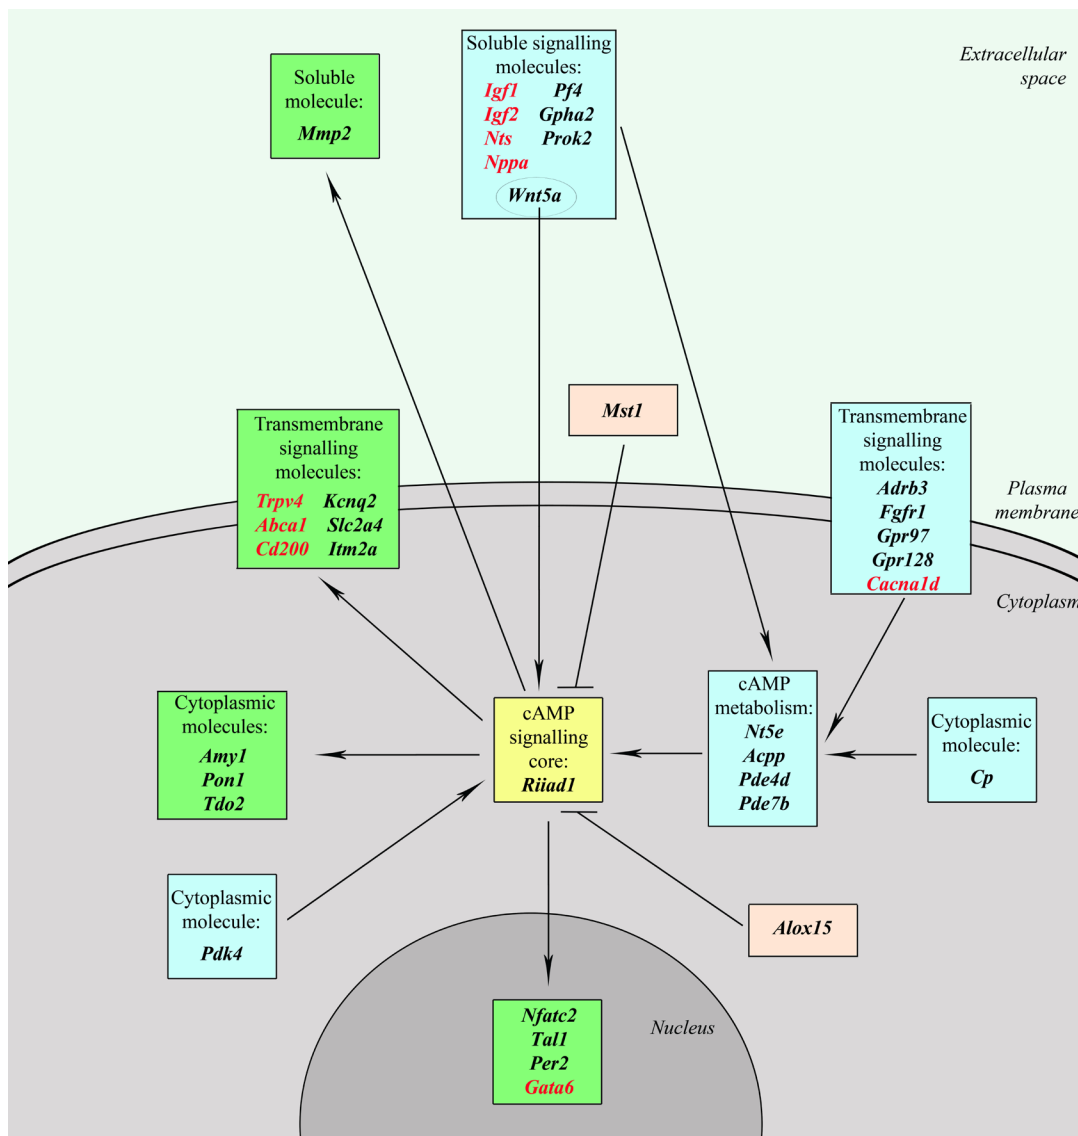 Extracellular
space
Soluble
molecule:
Mmp2
Soluble signalling
molecules:
Igf1 Pf4
Igf2 Gpha2
Nts Prok2
Nppa
Wnt5a
Mst1
Transmembrane
signalling
molecules:
Trpv4 Kcnq2
Abca1 Slc2a4
Cd200 Itm2a
Transmembrane
signalling
molecules:
Adrb3
Fgfr1
Gpr97
Gpr128
Cacna1d
Plasma
membrane
Cytoplasm
Cytoplasmic
molecules:
Amy1
Pon1
Tdo2
cAMP
signalling
core:
Riiad1
cAMP
metabolism:
Nt5e
Acpp
Pde4d
Pde7b
Cytoplasmic
molecule:
Cp
Cytoplasmic
molecule:
Pdk4
Alox15
Nfatc2
Tal1
Per2
Gata6
Nucleus